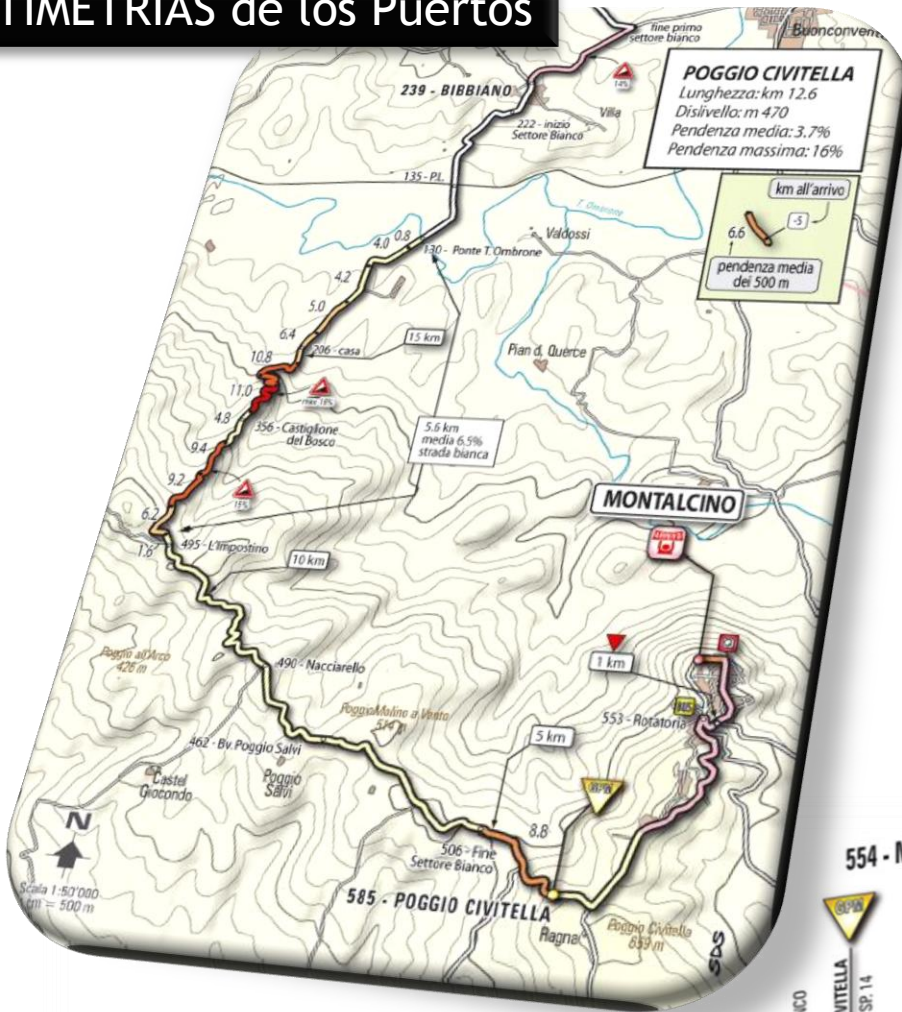 TIMETRIAS de los Puertos
fine primo
settore bianco
Buonconvent
14%
239 - BIBBIANO
Villa
222 - inizio
Settore Bianco
POGGIO CIVITELLA
Lunghezza: km 12.6
Dislivello: m 470
Pendenza media: 3.7%
Pendenza massima: 16%
135 - PL.
km all'arrivo
-5
6.6
pendenza media
dei 500 m
T. Ombrone
Valdossi
0.8
4.0
130 - Ponte T. Ombrone
4.2
5.0
6.4
15 km
206 - casa
10.8
Pian d. Querce
11.0
4.8
356 - Castiglione
del Bosco
5.6 km
media 6.5%
strada bianca
9.4
9.2
15%
MONTALCINO
ARRIVO
6.2
1.6
495 - L'Impostino
10 km
1 km
Poggio all'Arco
426 m
490 - Nacciarello
553 - Rotatoria
Poggio Molino a Vento
462 - Bv. Poggio Salvi
5 km
Castel
Giocondo
Poggio
Salvi
GPM
8.8
N
506 - Fine
Settore Bianco
Scala 1:50'000
cm = 500 m
585 - POGGIO CIVITELLA
Ragnaie
Poggio Civitella
659 m
SDS
554 - M
GPM
NCO
VITELLA
SP. 14